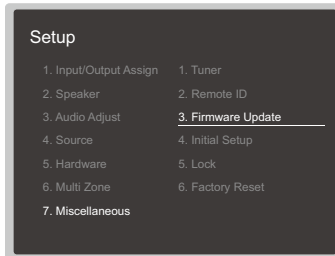 Setup
1. Input/Output Assign
2. Speaker
3. Audio Adjust
4. Source
5. Hardware
6. Multi Zone
7. Miscellaneous
1. Tuner
2. Remote ID
3. Firmware Update
4. Initial Setup
5. Lock
6. Factory Reset